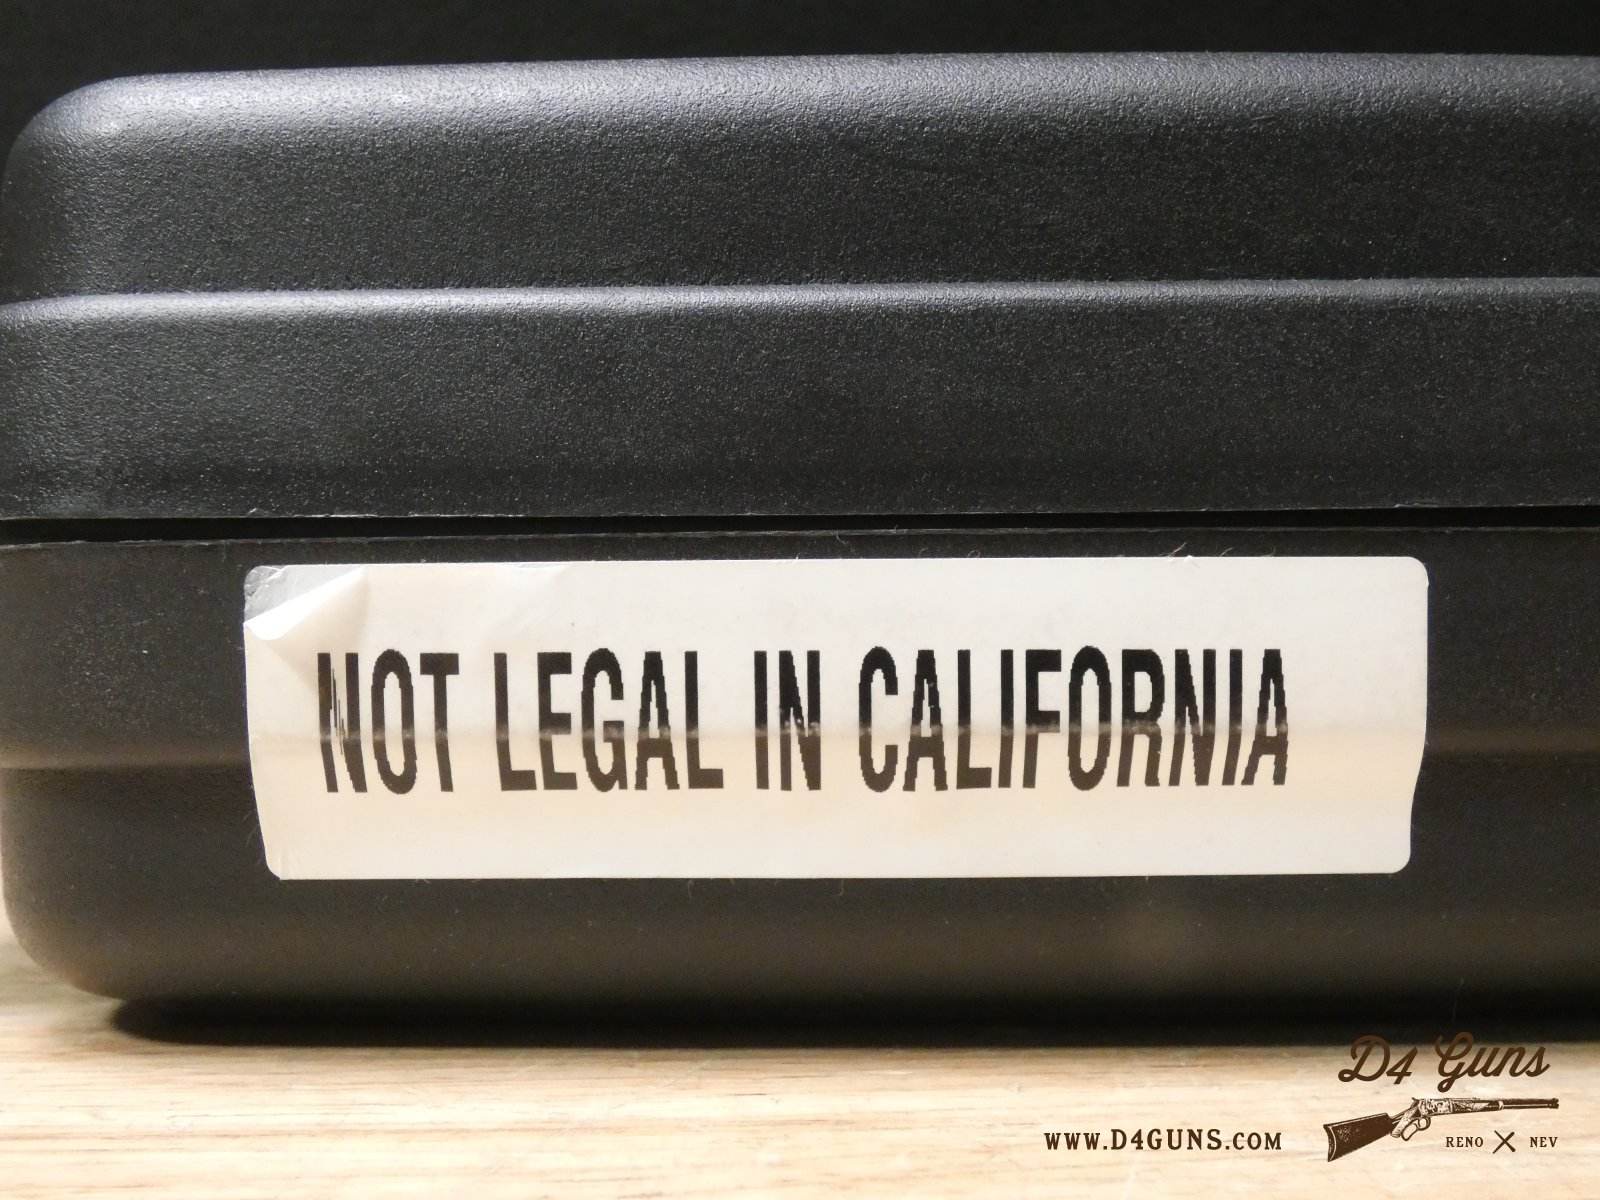 NOT LEGAL IN CALIFORNIA
D4 Guns
WWW.D4GUNS.COM
RENO NEV